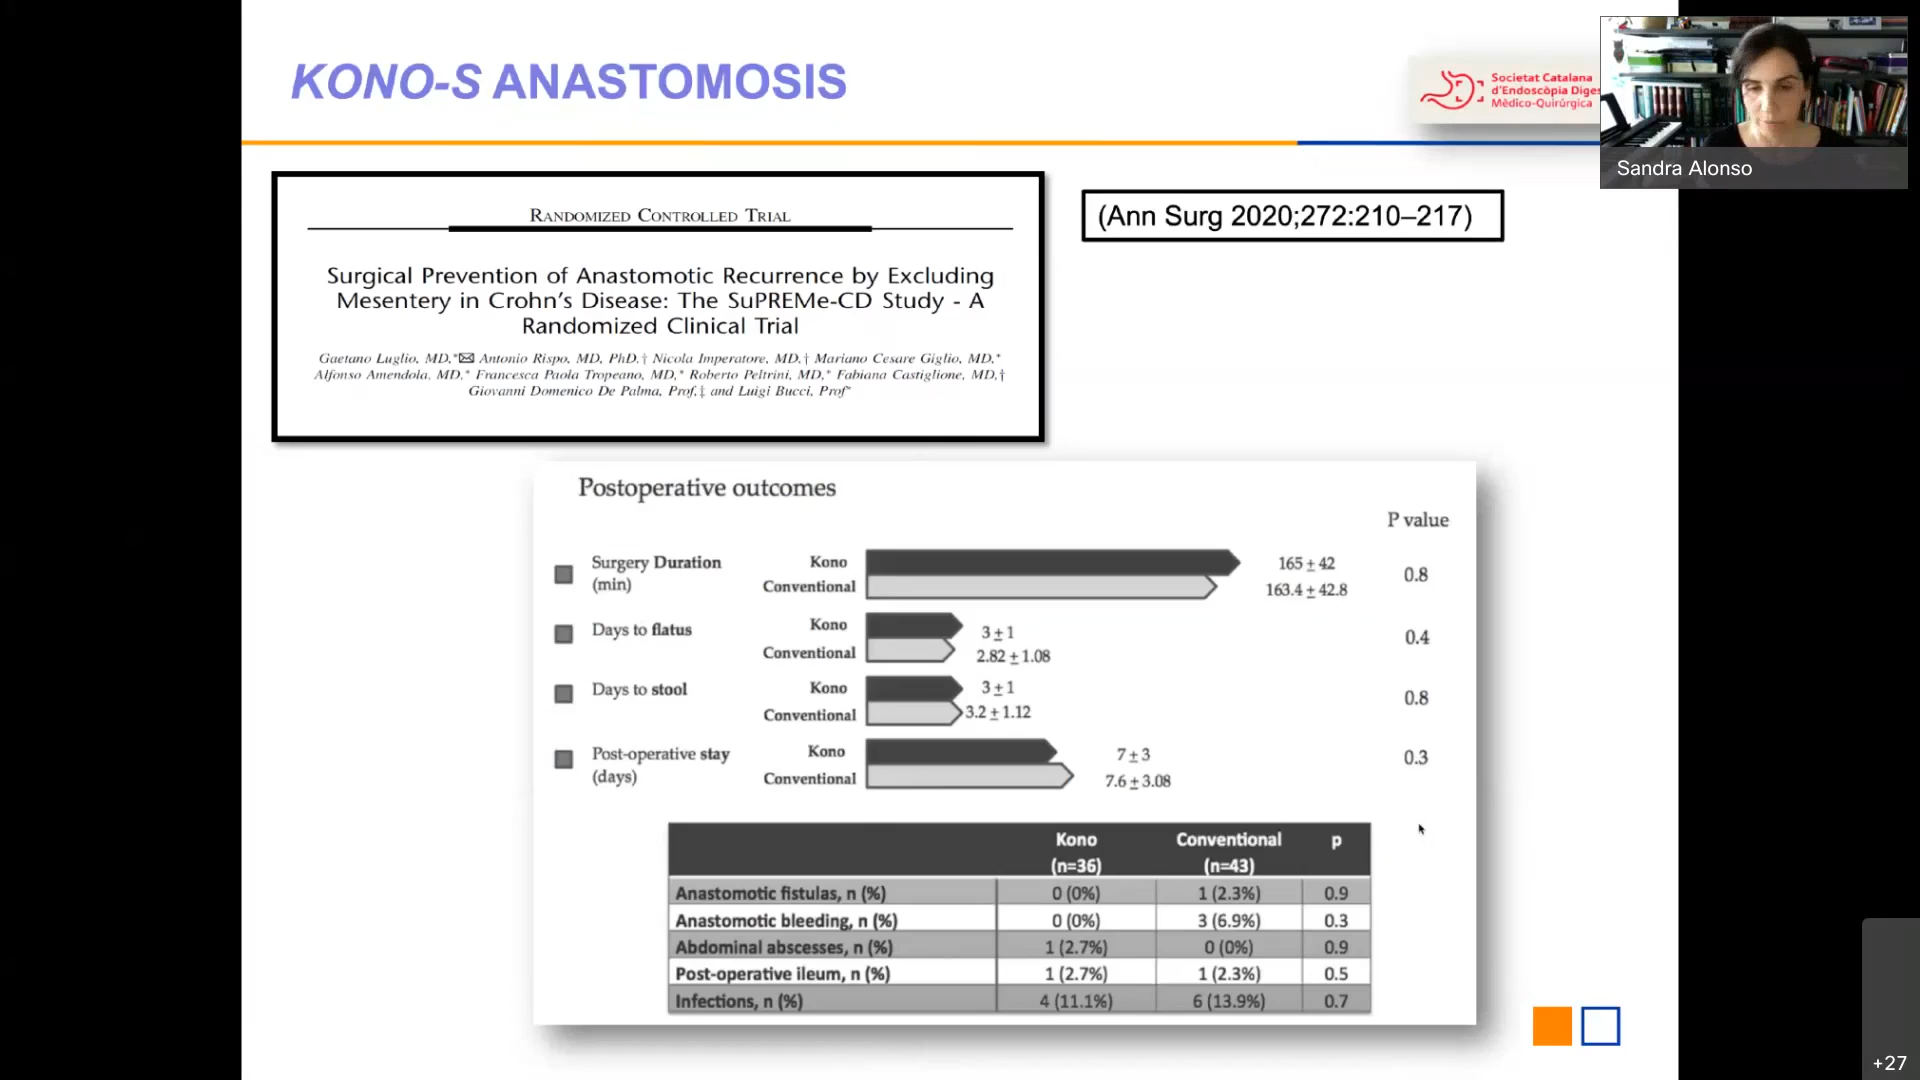 KONO-S ANASTOMOSIS
Societat Catalana
d'Endoscòpia Diges
Mèdico-Quirúrgica
Sandra Alonso
RANDOMIZED CONTROLLED TRIAL
(Ann Surg 2020;272:210–217)
Surgical Prevention of Anastomotic Recurrence by Excluding
Mesentery in Crohn's Disease: The SuPREMe-CD Study - A
Randomized Clinical Trial
Gaetano Luglio, MD,*✉ Antonio Rispo, MD, PhD,† Nicola Imperatore, MD,† Mariano Cesare Giglio, MD,*
Alfonso Amendola, MD,* Francesca Paola Tropeano, MD,* Roberto Peltrini, MD,* Fabiana Castiglione, MD,†
Giovanni Domenico De Palma, Prof,‡ and Luigi Bucci, Prof*
Postoperative outcomes
P value
Surgery Duration
(min)
Kono
165 ± 42
Conventional
163.4 ± 42.8
0.8
Days to flatus
Kono
3 ± 1
Conventional
2.82 ± 1.08
0.4
Days to stool
Kono
3 ± 1
Conventional
3.2 ± 1.12
0.8
Post-operative stay
(days)
Kono
7 ± 3
Conventional
7.6 ± 3.08
0.3
Kono Conventional p
(n=36) (n=43)
Anastomotic fistulas, n (%) 0 (0%) 1 (2.3%) 0.9
Anastomotic bleeding, n (%) 0 (0%) 3 (6.9%) 0.3
Abdominal abscesses, n (%) 1 (2.7%) 0 (0%) 0.9
Post-operative ileum, n (%) 1 (2.7%) 1 (2.3%) 0.5
Infections, n (%) 4 (11.1%) 6 (13.9%) 0.7
+27